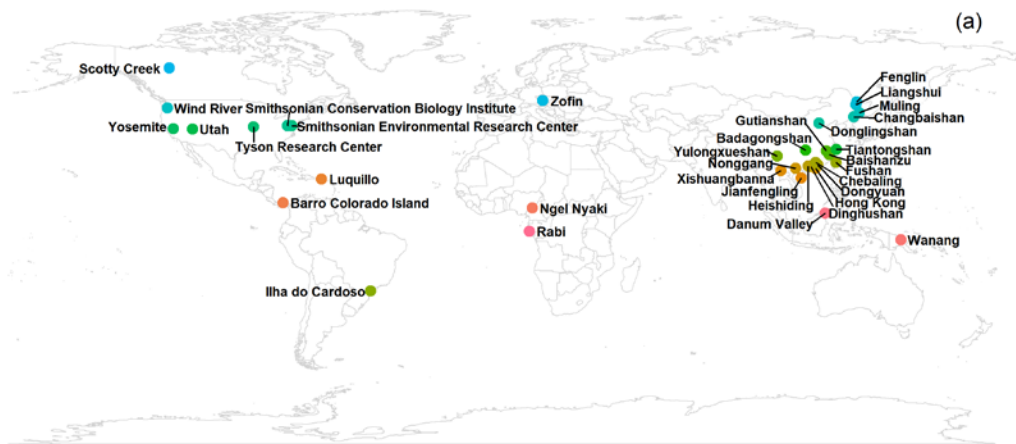 (a)
Scotty Creek
Wind River
Smithsonian Conservation Biology Institute
Yosemite
Utah
Smithsonian Environmental Research Center
Tyson Research Center
Luquillo
Barro Colorado Island
Ilha do Cardoso
Zofin
Ngel Nyaki
Rabi
Fenglin
Liangshui
Muling
Changbaishan
Donglingshan
Gutianshan
Badagongshan
Tiantongshan
Yulongxueshan
Baishanzu
Nonggang
Fushan
Xishuangbanna
Chebaling
Jianfengling
Dongyuan
Heishiding
Hong Kong
Dinghushan
Danum Valley
Wanang